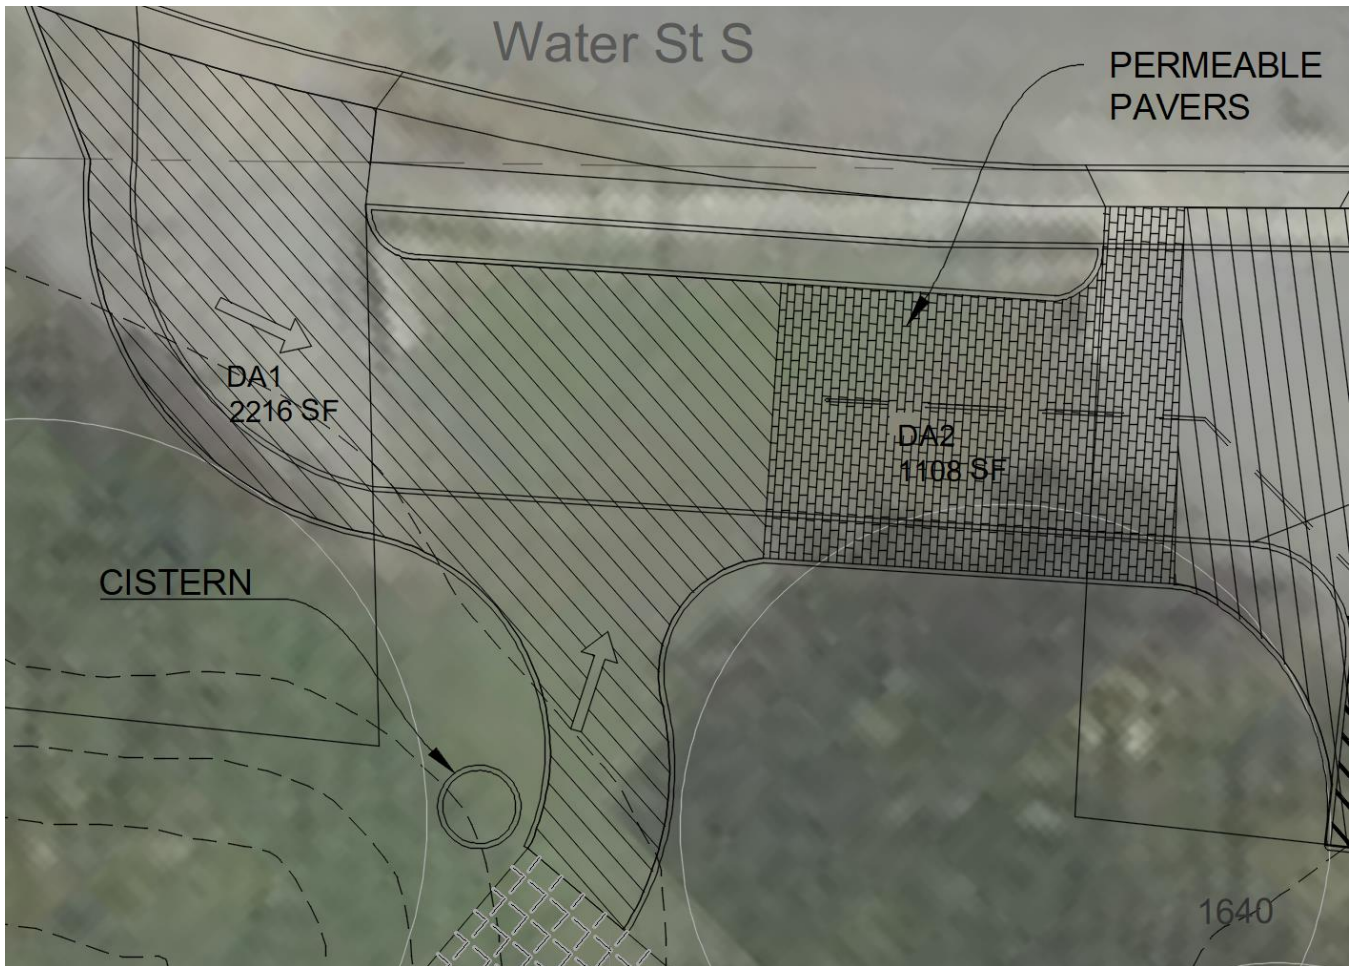 Water St S
PERMEABLE
PAVERS
DA1
2216 SF
DA2
1108 SF
CISTERN
1640